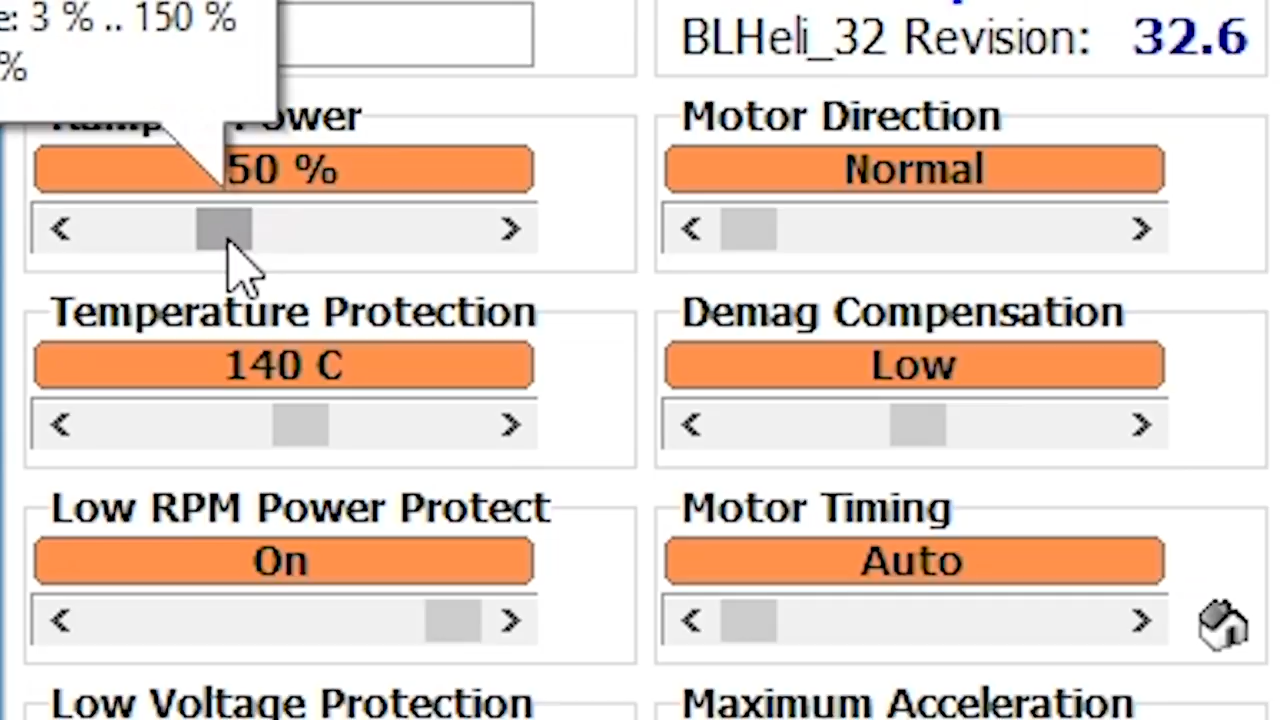 : 3 % .. 150 %
%
BLHeli_32 Revision: 32.6
Power
50 %
Motor Direction
Normal
Temperature Protection
140 C
Demag Compensation
Low
Low RPM Power Protect
On
Motor Timing
Auto
Low Voltage Protection
Maximum Acceleration